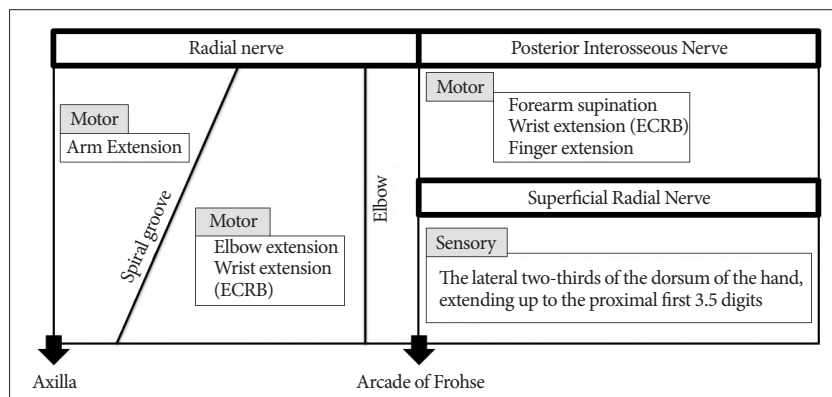 Radial nerve
Posterior Interosseous Nerve
Motor
Arm Extension
Spiral groove
Motor
Elbow extension
Wrist extension
(ECRB)
Elbow
Motor
Forearm supination
Wrist extension (ECRB)
Finger extension
Superficial Radial Nerve
Sensory
The lateral two-thirds of the dorsum of the hand,
extending up to the proximal first 3.5 digits
Axilla
Arcade of Frohse